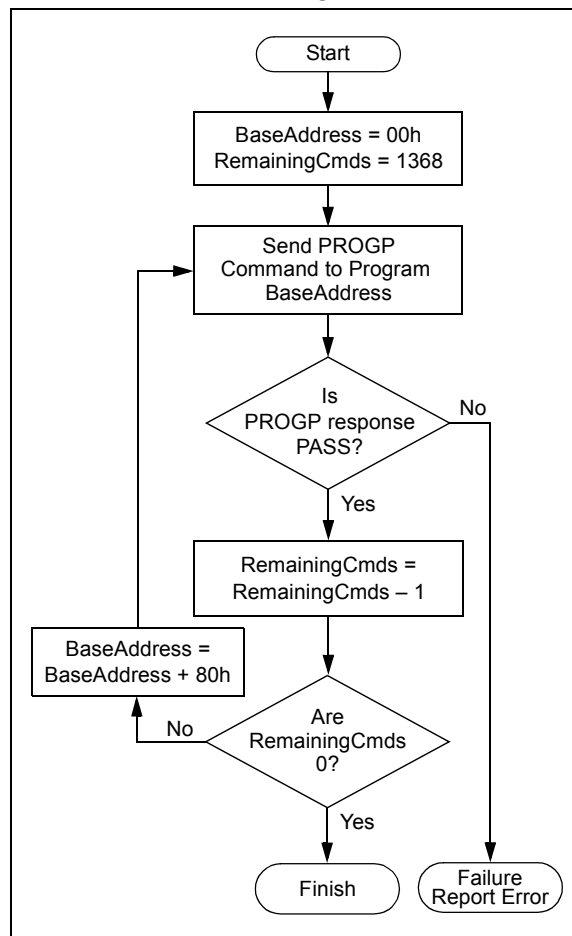 Start
BaseAddress = 00h
RemainingCmds = 1368
Send PROGP
Command to Program
BaseAddress
Is
PROGP response
PASS?
No
Yes
RemainingCmds =
RemainingCmds – 1
BaseAddress =
BaseAddress + 80h
No
Are
RemainingCmds
0?
Yes
Finish
Failure
Report Error